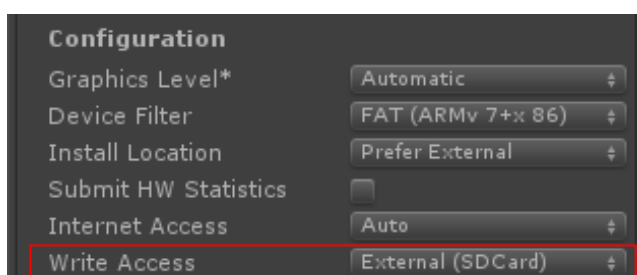 Configuration
Graphics Level* Automatic
Device Filter FAT (ARMv 7+x 86)
Install Location Prefer External
Submit HW Statistics
Internet Access Auto
Write Access External (SDCard)